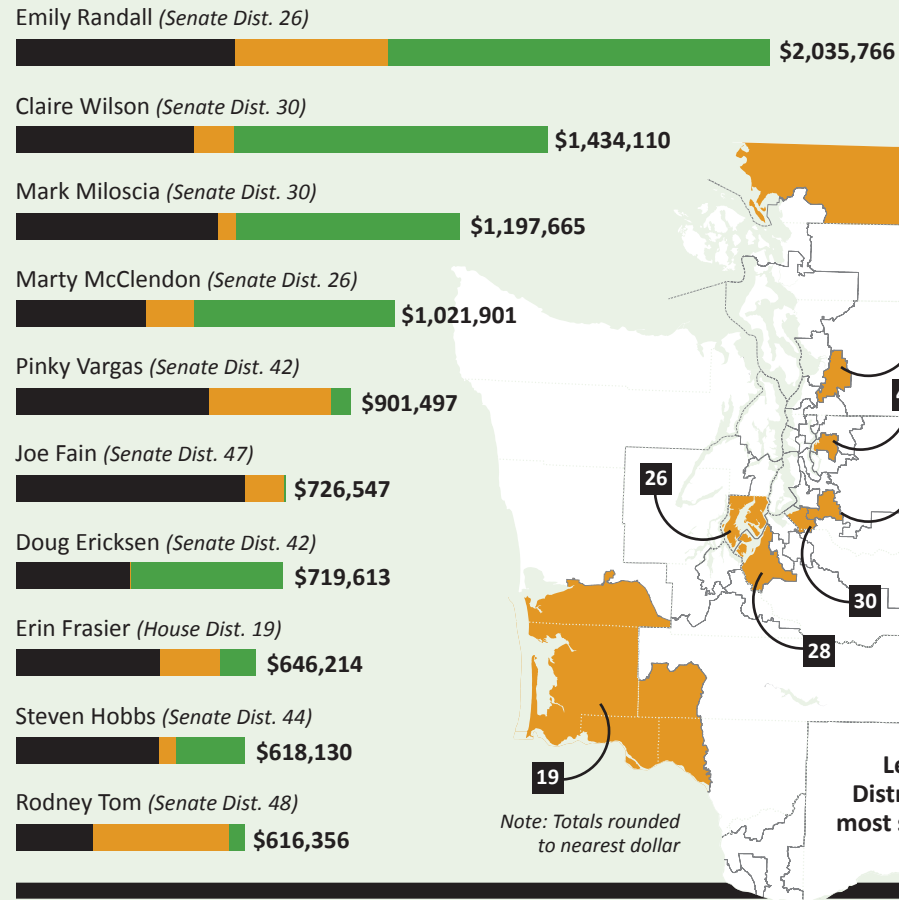 Emily Randall (Senate Dist. 26)
$2,035,766
Claire Wilson (Senate Dist. 30)
$1,434,110
Mark Miloscia (Senate Dist. 30)
$1,197,665
Marty McClendon (Senate Dist. 26)
$1,021,901
Pinky Vargas (Senate Dist. 42)
$901,497
Joe Fain (Senate Dist. 47)
$726,547
Doug Ericksen (Senate Dist. 42)
$719,613
Erin Frasier (House Dist. 19)
$646,214
Steven Hobbs (Senate Dist. 44)
$618,130
Rodney Tom (Senate Dist. 48)
$616,356
26
30
28
19
Note: Totals rounded
to nearest dollar
most